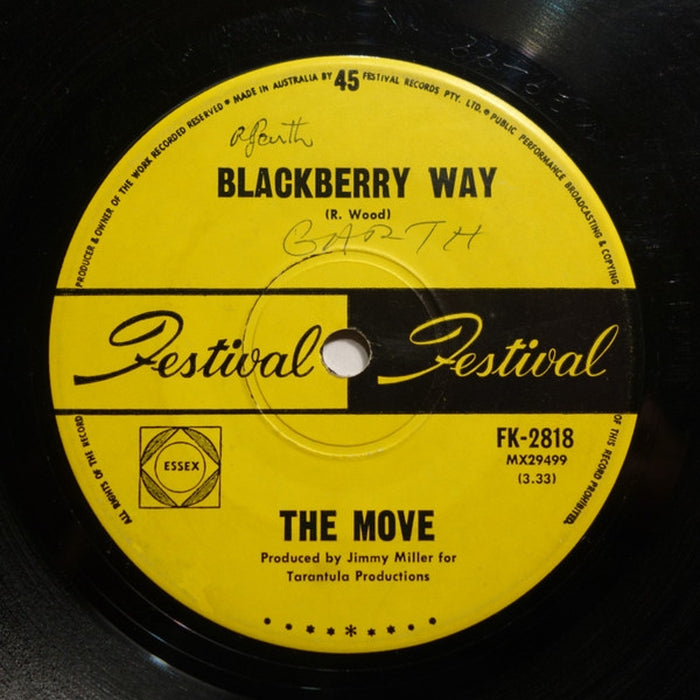 ALL RIGHTS OF THE RECORD PRODUCER & OWNER OF THE WORK RECORDED RESERVED • MADE IN AUSTRALIA BY 45 FESTIVAL RECORDS PTY. LTD. • PUBLIC PERFORMANCE BROADCASTING & COPYING OF THIS RECORD PROHIBITED.
BLACKBERRY WAY
(R. Wood)
GARTH
Festival Festival
ESSEX
FK-2818
MX29499
(3.33)
THE MOVE
Produced by Jimmy Miller for
Tarantula Productions